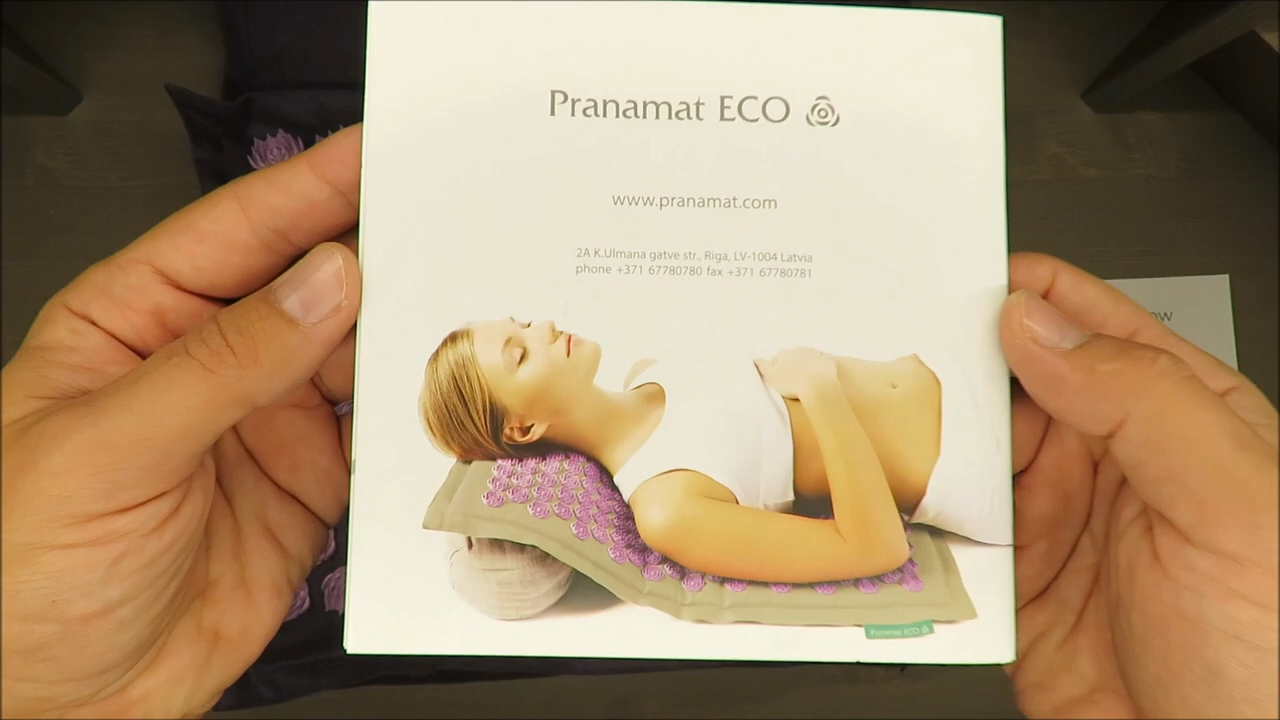 Pranamat ECO
www.pranamat.com
2A K.Ulmana gatve str., Riga, LV-1004 Latvia
phone +371 67780780 fax +371 67780781
Pranamat ECO